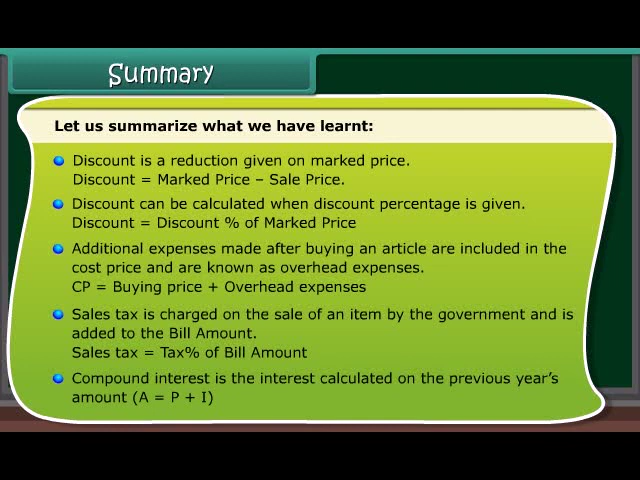 Summary
Let us summarize what we have learnt:
Discount is a reduction given on marked price.
Discount = Marked Price – Sale Price.
Discount can be calculated when discount percentage is given.
Discount = Discount % of Marked Price
Additional expenses made after buying an article are included in the
cost price and are known as overhead expenses.
CP = Buying price + Overhead expenses
Sales tax is charged on the sale of an item by the government and is
added to the Bill Amount.
Sales tax = Tax% of Bill Amount
Compound interest is the interest calculated on the previous year’s
amount (A = P + I)